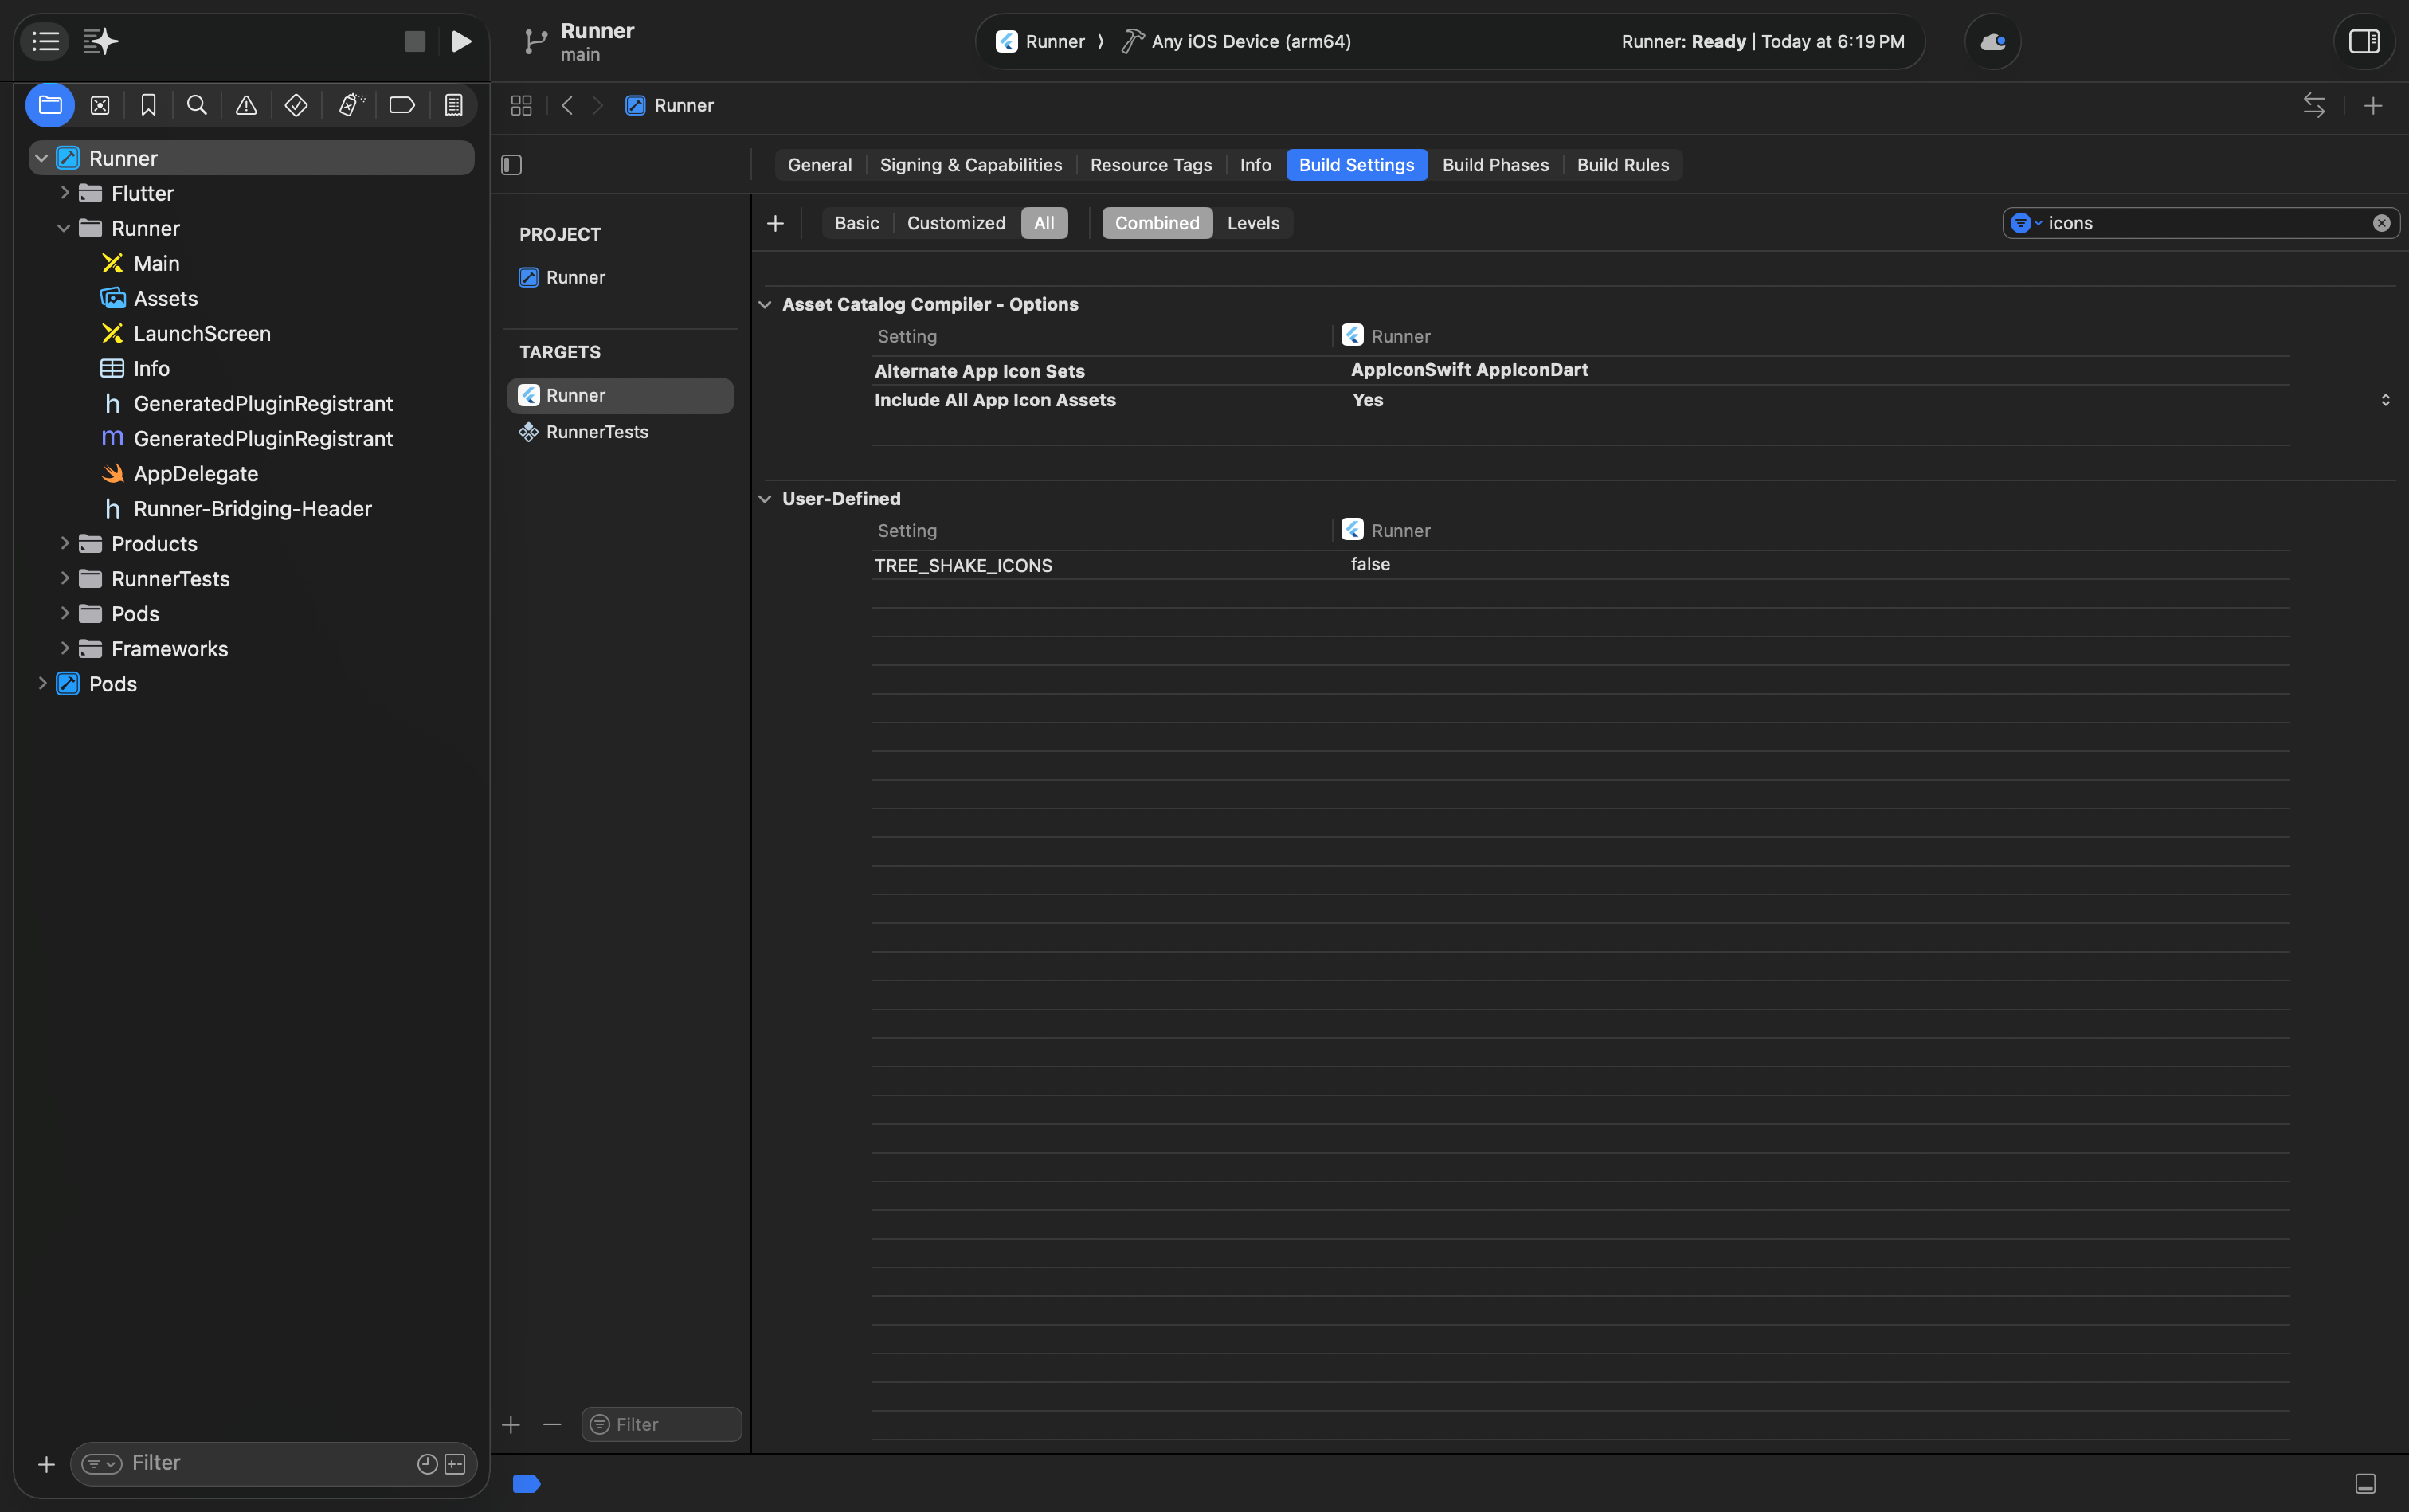 Runner
main
Runner 〉 Any iOS Device (arm64)
Runner: Ready | Today at 6:19 PM
Runner
Flutter
Runner
Main
Assets
LaunchScreen
Info
h GeneratedPluginRegistrant
m GeneratedPluginRegistrant
AppDelegate
h Runner-Bridging-Header
Products
RunnerTests
Pods
Frameworks
Pods
Filter
Runner
General Signing & Capabilities Resource Tags Info Build Settings Build Phases Build Rules
PROJECT
Runner
TARGETS
Runner
RunnerTests
Filter
Basic Customized All Combined Levels
icons
Asset Catalog Compiler - Options
Setting Runner
Alternate App Icon Sets AppIconSwift AppIconDart
Include All App Icon Assets Yes
User-Defined
Setting Runner
TREE_SHAKE_ICONS false